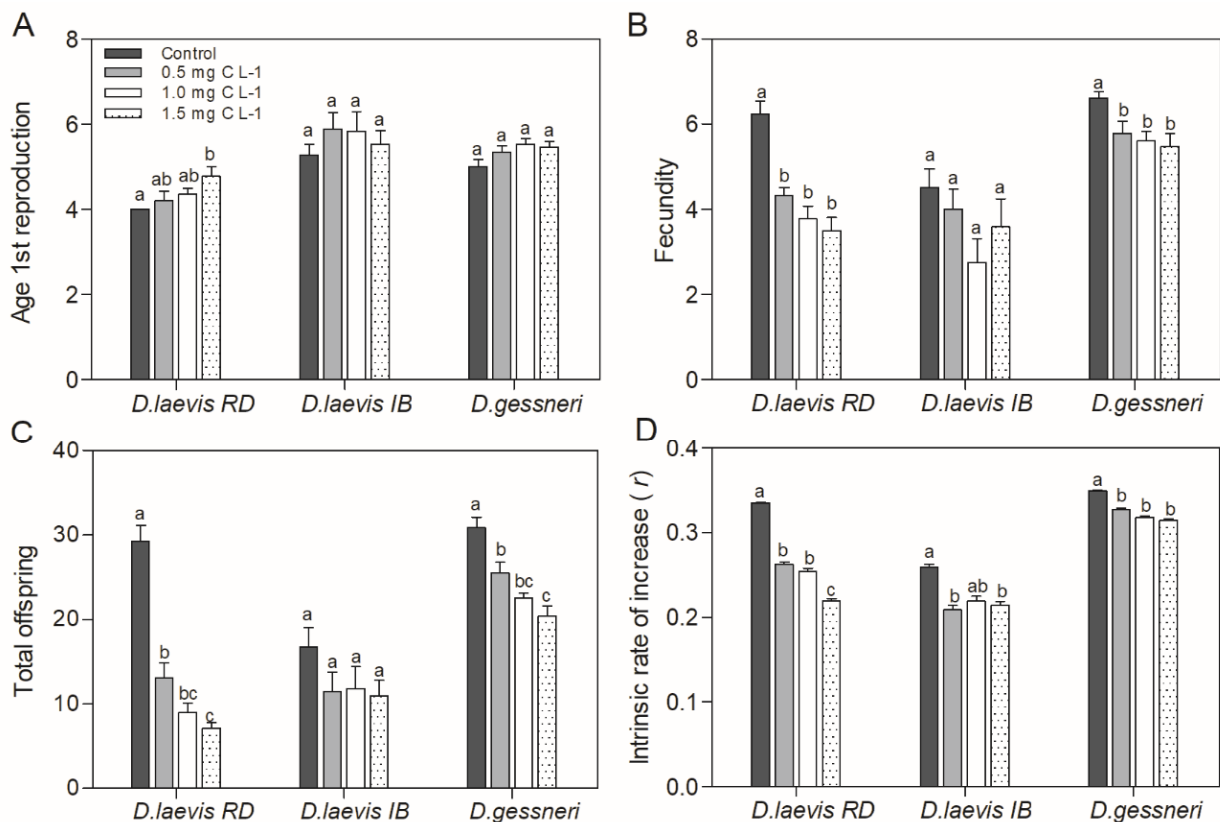 A
8
6
4
2
0
Age 1st reproduction
Control
0.5 mg C L-1
1.0 mg C L-1
1.5 mg C L-1
a ab ab b
a a a a
a a a a
D.laevis RD D.laevis IB D.gessneri
B
8
6
4
2
0
Fecundity
a b b b
a a a a
a b b b
D.laevis RD D.laevis IB D.gessneri
C
40
30
20
10
0
Total offspring
a b bc c
a a a a
a b bc c
D.laevis RD D.laevis IB D.gessneri
D
0.4
0.3
0.2
0.1
0.0
Intrinsic rate of increase ( r )
a b b c
a b ab b
a b b b
D.laevis RD D.laevis IB D.gessneri